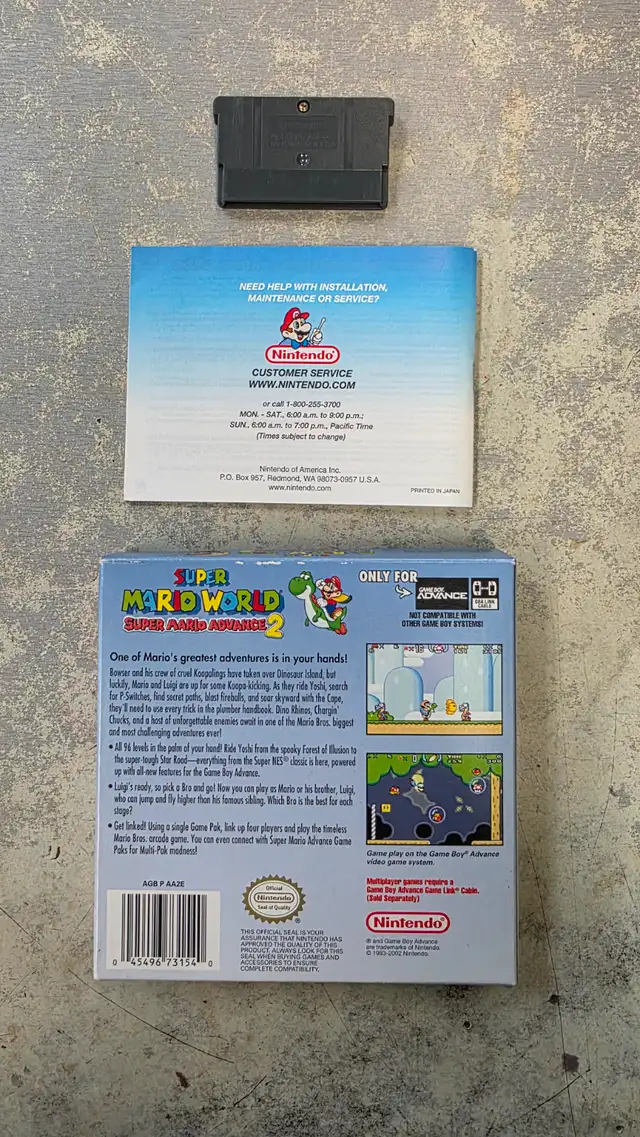 NEED HELP WITH INSTALLATION,
MAINTENANCE OR SERVICE?
Nintendo®
CUSTOMER SERVICE
WWW.NINTENDO.COM
or call 1-800-255-3700
MON. - SAT., 6:00 a.m. to 9:00 p.m.;
SUN., 6:00 a.m. to 7:00 p.m., Pacific Time
(Times subject to change)
Nintendo of America Inc.
P.O. Box 957, Redmond, WA 98073-0957 U.S.A.
www.nintendo.com
PRINTED IN JAPAN
SUPER
MARIO WORLD
SUPER MARIO ADVANCE 2
ONLY FOR
GAME BOY
ADVANCE
GBA LINK
CABLE
NOT COMPATIBLE WITH
OTHER GAME BOY SYSTEMS!
One of Mario's greatest adventures is in your hands!
Bowser and his crew of cruel Koopalings have taken over Dinosaur Island, but
luckily, Mario and Luigi are up for some Koopa-kicking. As they ride Yoshi, search
for P-Switches, find secret paths, blast fireballs, and soar skyward with the Cape,
they'll need to use every trick in the plumber handbook. Dino Rhinos, Chargin'
Chucks, and a host of unforgettable enemies await in one of the Mario Bros. biggest
and most challenging adventures ever!
• All 96 levels in the palm of your hand! Ride Yoshi from the spooky Forest of Illusion to
the super-tough Star Road—everything from the Super NES® classic is here, powered
up with all-new features for the Game Boy Advance.
• Luigi's ready, so pick a Bro and go! Now you can play as Mario or his brother, Luigi,
who can jump and fly higher than his famous sibling. Which Bro is the best for each
stage?
• Get linked! Using a single Game Pak, link up four players and play the timeless
Mario Bros. arcade game. You can even connect with Super Mario Advance Game
Paks for Multi-Pak madness!
Game play on the Game Boy® Advance
video game system.
Multiplayer games require a
Game Boy Advance Game Link® Cable.
(Sold Separately)
Nintendo®
® and Game Boy Advance
are trademarks of Nintendo.
© 1993-2002 Nintendo.
AGB P AA2E
0 45496 73154 0
Official
Nintendo
Seal of Quality
THIS OFFICIAL SEAL IS YOUR
ASSURANCE THAT NINTENDO HAS
APPROVED THE QUALITY OF THIS
PRODUCT. ALWAYS LOOK FOR THIS
SEAL WHEN BUYING GAMES AND
ACCESSORIES TO ENSURE
COMPLETE COMPATIBILITY.